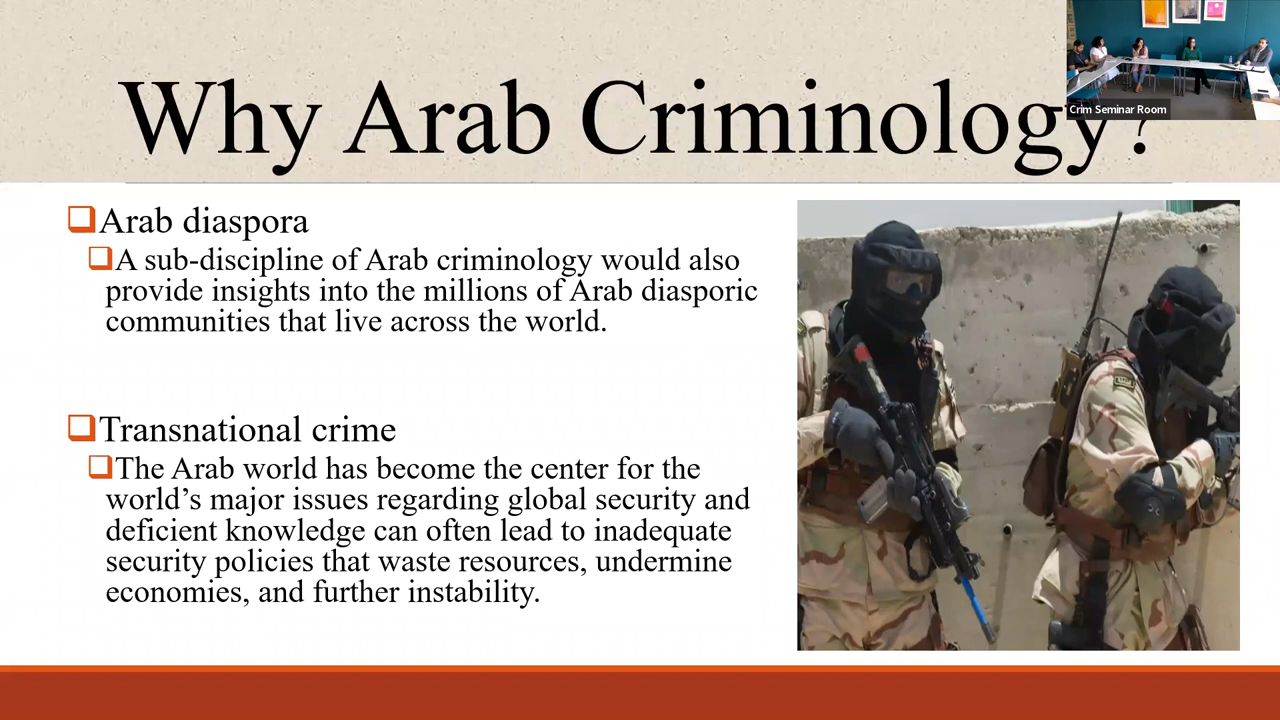 Why Arab Criminology?
Crim Seminar Room
Arab diaspora
A sub-discipline of Arab criminology would also
provide insights into the millions of Arab diasporic
communities that live across the world.
Transnational crime
The Arab world has become the center for the
world’s major issues regarding global security and
deficient knowledge can often lead to inadequate
security policies that waste resources, undermine
economies, and further instability.